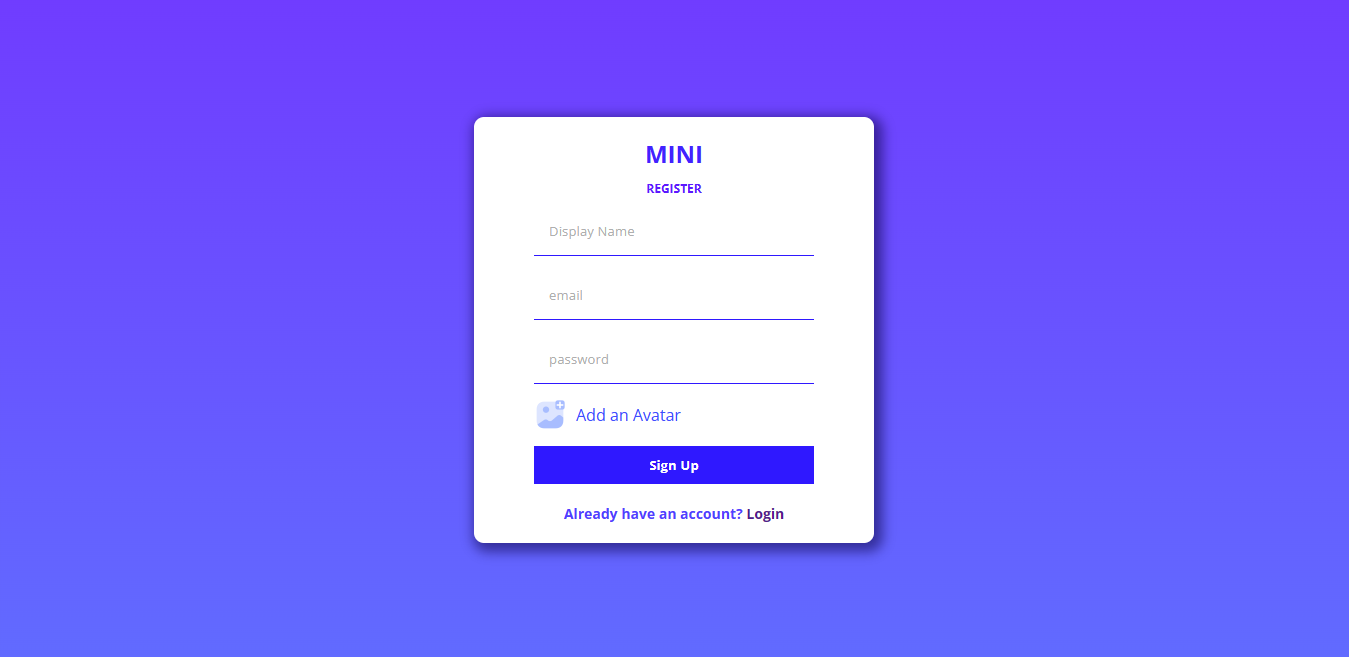 MINI
REGISTER
Display Name
email
password
Add an Avatar
Sign Up
Already have an account? Login